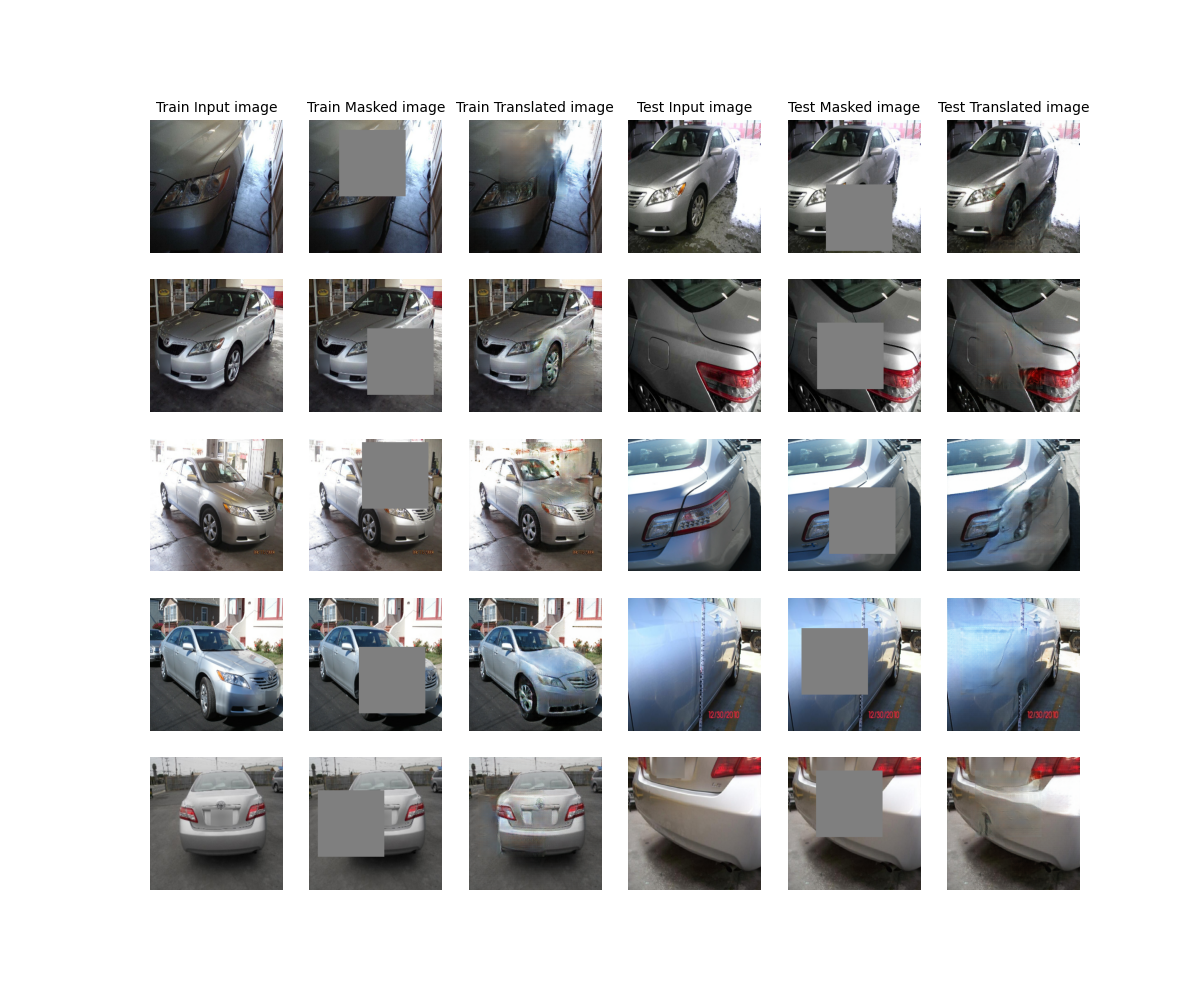 Train Input image
Train Masked image
Train Translated image
Test Input image
Test Masked image
Test Translated image
12/30/2010
12/30/2010
12/30/2010